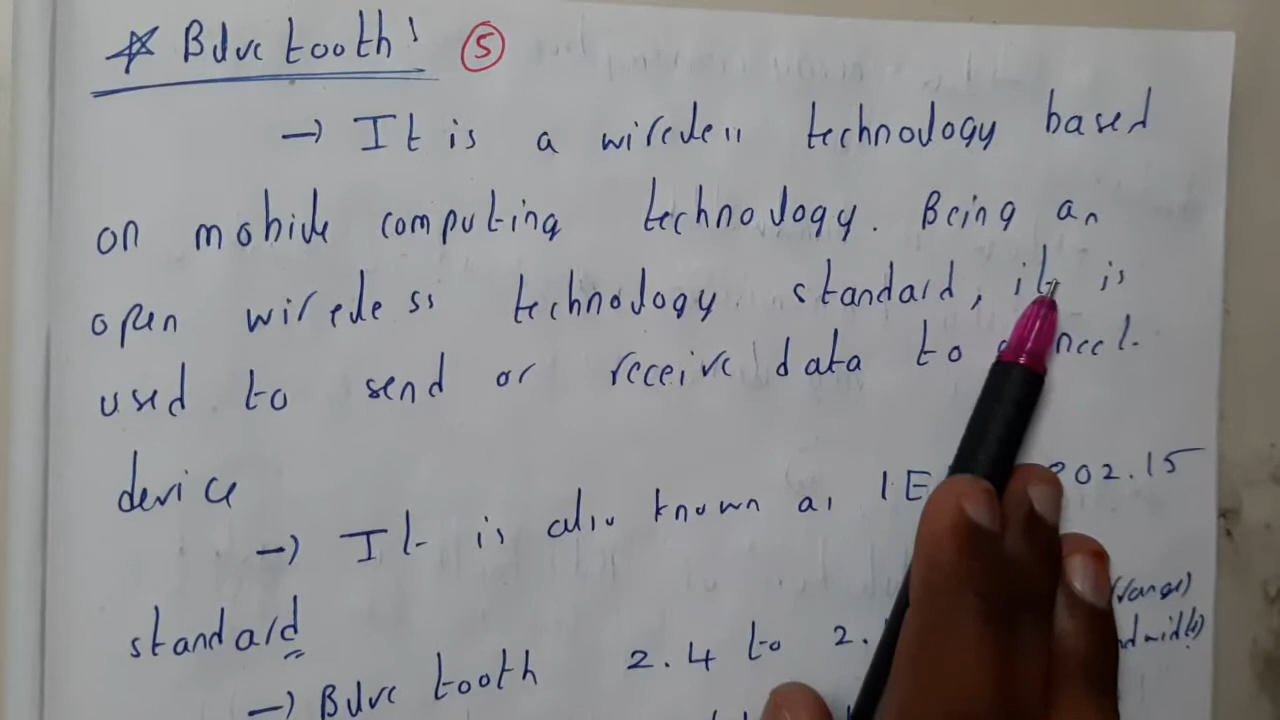 * Bluetooth: 5
→ It is a wireless technology based
on mobile computing technology. Being an
open wireless technology standard, it is
used to send or receive data to
device
→ It is also known as 802.15
standard
(range)
→ Bluetooth 2.4 to 2.